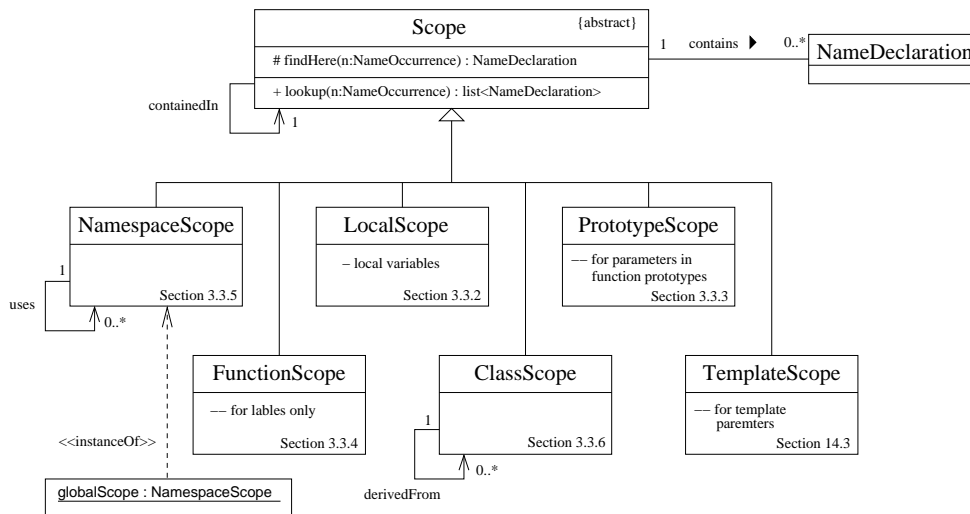 Scope
{abstract}
# findHere(n:NameOccurrence) : NameDeclaration
+ lookup(n:NameOccurrence) : list<NameDeclaration>
1 contains 0..*
NameDeclaration
containedIn
1
NamespaceScope
Section 3.3.5
1
uses
0..*
LocalScope
– local variables
Section 3.3.2
PrototypeScope
–– for parameters in
function prototypes
Section 3.3.3
FunctionScope
–– for lables only
Section 3.3.4
ClassScope
Section 3.3.6
1
0..*
derivedFrom
TemplateScope
–– for template
paremters
Section 14.3
<<instanceOf>>
globalScope : NamespaceScope